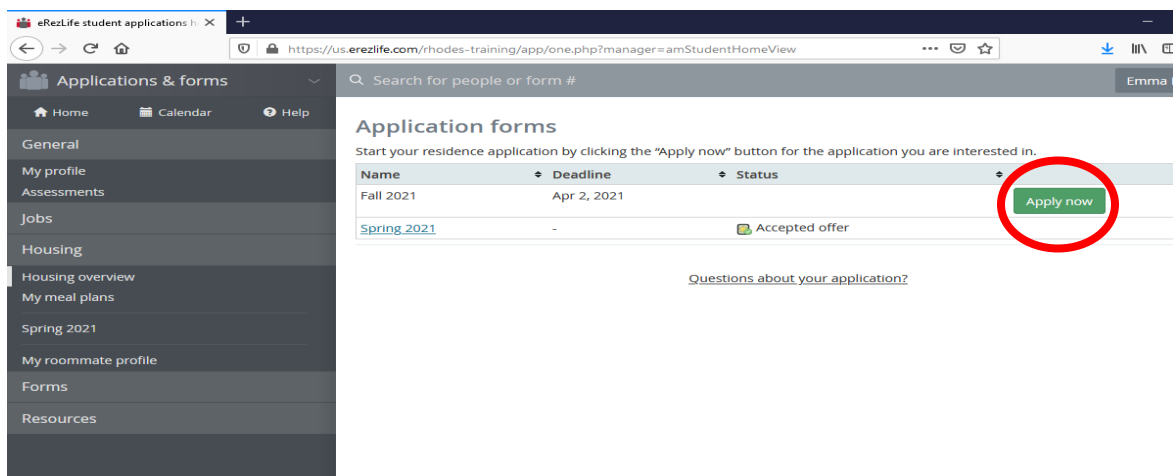 eRezLife student applications h
https://us.erezlife.com/rhodes-training/app/one.php?manager=amStudentHomeView
Applications & forms
Search for people or form #
Emma
Home Calendar Help
General
My profile
Assessments
Jobs
Housing
Housing overview
My meal plans
Spring 2021
My roommate profile
Forms
Resources
Application forms
Start your residence application by clicking the “Apply now” button for the application you are interested in.
Name Deadline Status
Fall 2021 Apr 2, 2021 Apply now
Spring 2021 - Accepted offer
Questions about your application?